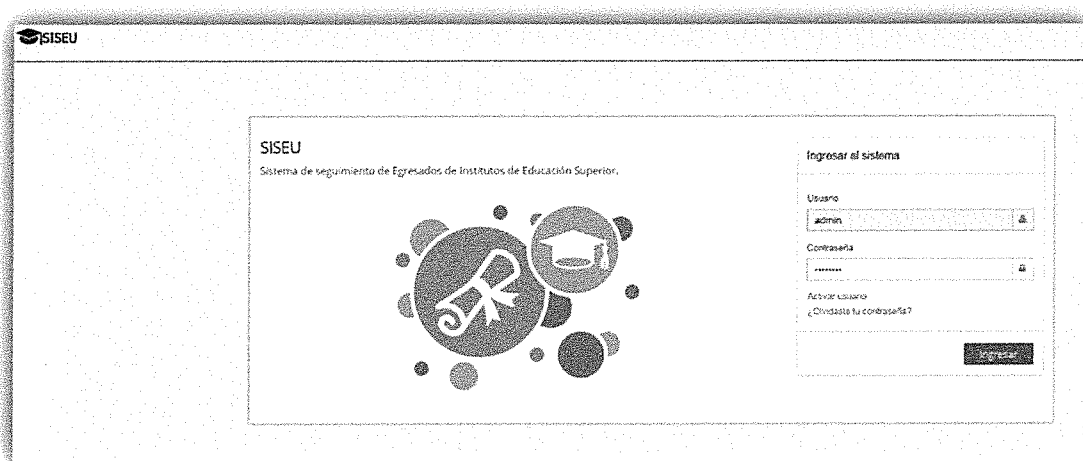 SISEU
SISEU
Sistema de seguimiento de Egresados de Institutos de Educación Superior.
Ingresar al sistema
Usuario
admin
Contraseña
••••••••
Activar usuario
¿Olvidaste tu contraseña?
Ingresar